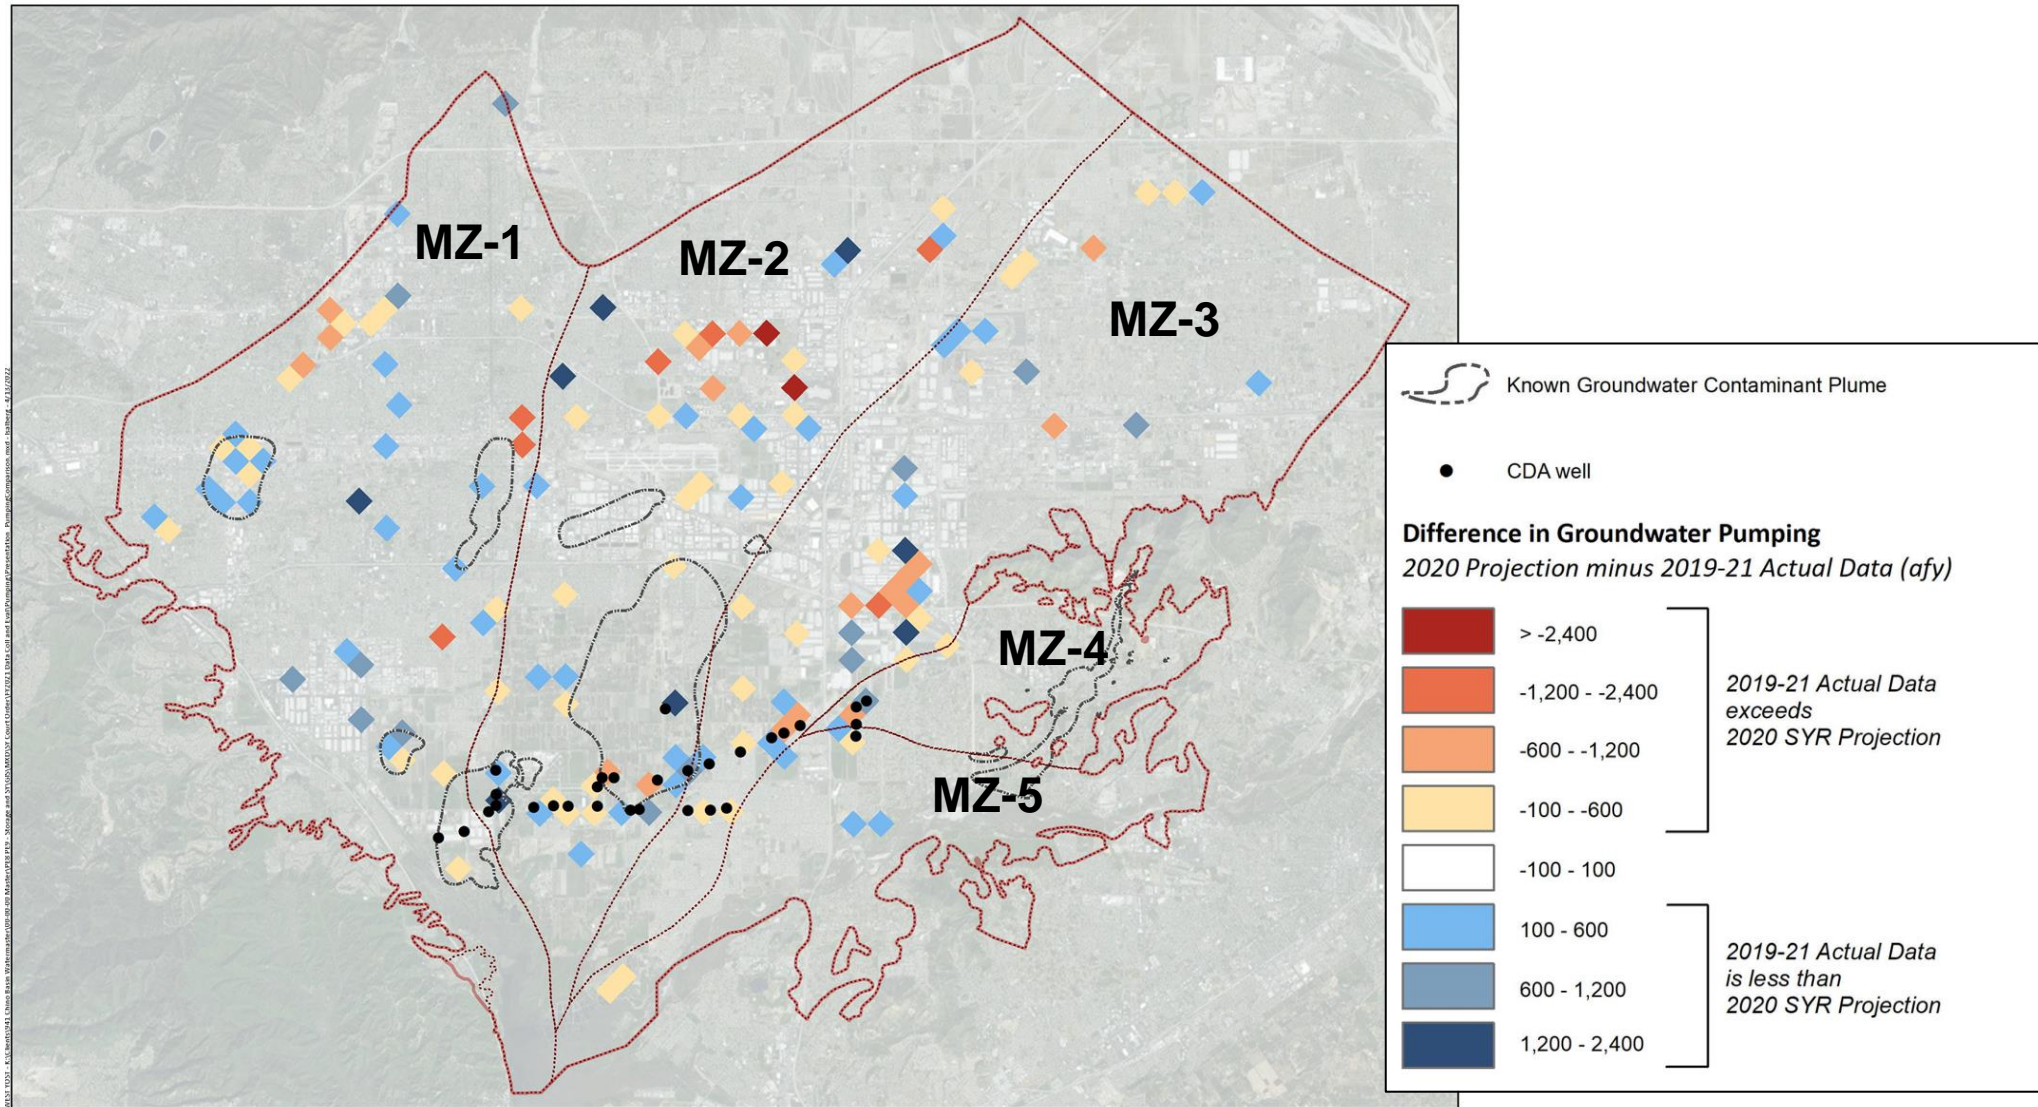 MZ-1
MZ-2
MZ-3
MZ-4
MZ-5
Known Groundwater Contaminant Plume
CDA well
Difference in Groundwater Pumping
2020 Projection minus 2019-21 Actual Data (afy)
> -2,400
-1,200 - -2,400
-600 - -1,200
-100 - -600
-100 - 100
100 - 600
600 - 1,200
1,200 - 2,400
2019-21 Actual Data
exceeds
2020 SYR Projection
2019-21 Actual Data
is less than
2020 SYR Projection